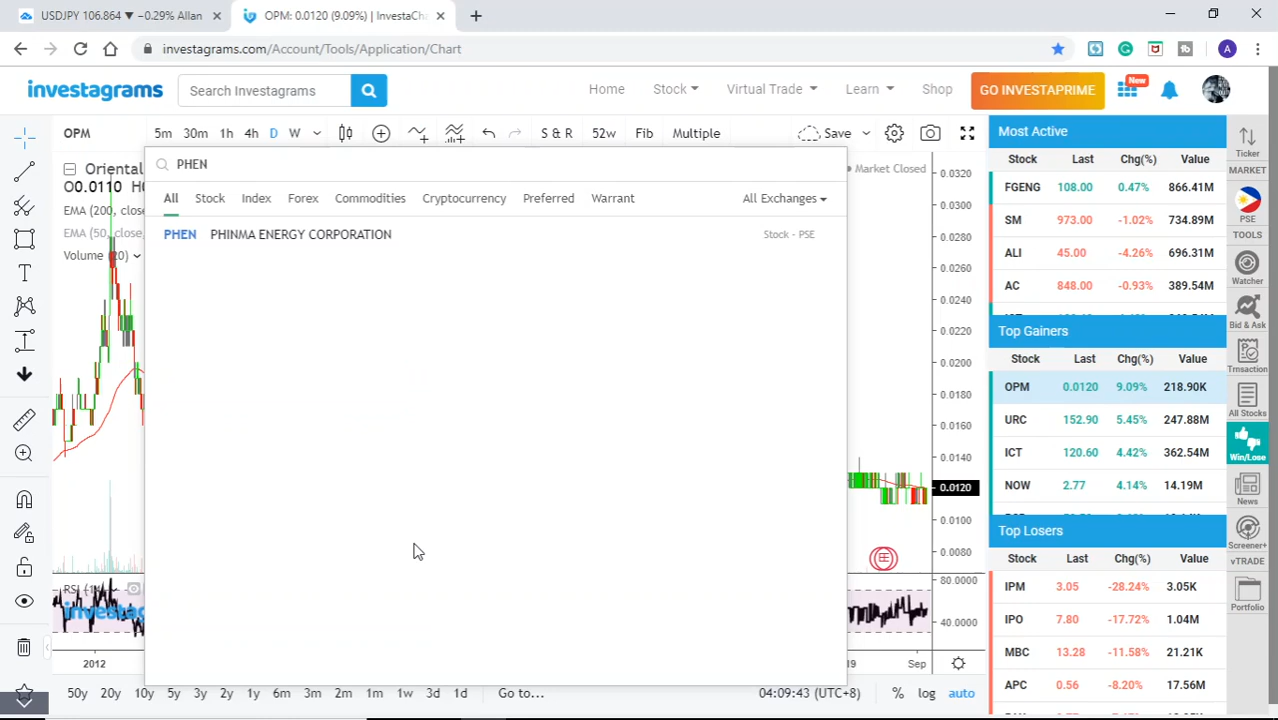 USDJPY 106.864 ▼ −0.29% Allan
OPM: 0.0120 (9.09%) | InvestaCha
investagrams.com/Account/Tools/Application/Chart
A
investagrams
Search Investagrams
Home
Stock
Virtual Trade
Learn
Shop
GO INVESTAPRIME
New
OPM
5m 30m 1h 4h D W
S & R 52w Fib Multiple
Save
PHEN
All Stock Index Forex Commodities Cryptocurrency Preferred Warrant All Exchanges
PHEN PHINMA ENERGY CORPORATION Stock - PSE
Oriental
O0.0110
EMA (200, close
EMA (50, close
Volume (20)
Market Closed
0.0320
0.0300
0.0280
0.0260
0.0240
0.0220
0.0200
0.0180
0.0160
0.0140
0.0120
0.0100
0.0080
80.0000
40.0000
investag
2012
19 Sep
50y 20y 10y 5y 3y 2y 1y 6m 3m 2m 1m 1w 3d 1d Go to...
04:09:43 (UTC+8) % log auto
Most Active
Stock Last Chg(%) Value
FGENG 108.00 0.47% 866.41M
SM 973.00 -1.02% 734.89M
ALI 45.00 -4.26% 696.31M
AC 848.00 -0.93% 389.54M
Top Gainers
Stock Last Chg(%) Value
OPM 0.0120 9.09% 218.90K
URC 152.90 5.45% 247.88M
ICT 120.60 4.42% 362.54M
NOW 2.77 4.14% 14.19M
Top Losers
Stock Last Chg(%) Value
IPM 3.05 -28.24% 3.05K
IPO 7.80 -17.72% 1.04M
MBC 13.28 -11.58% 21.21K
APC 0.56 -8.20% 17.56M
Ticker
MARKET
PSE
TOOLS
Watcher
Bid & Ask
Trnsaction
All Stocks
Win/Lose
News
Screener+
vTRADE
Portfolio